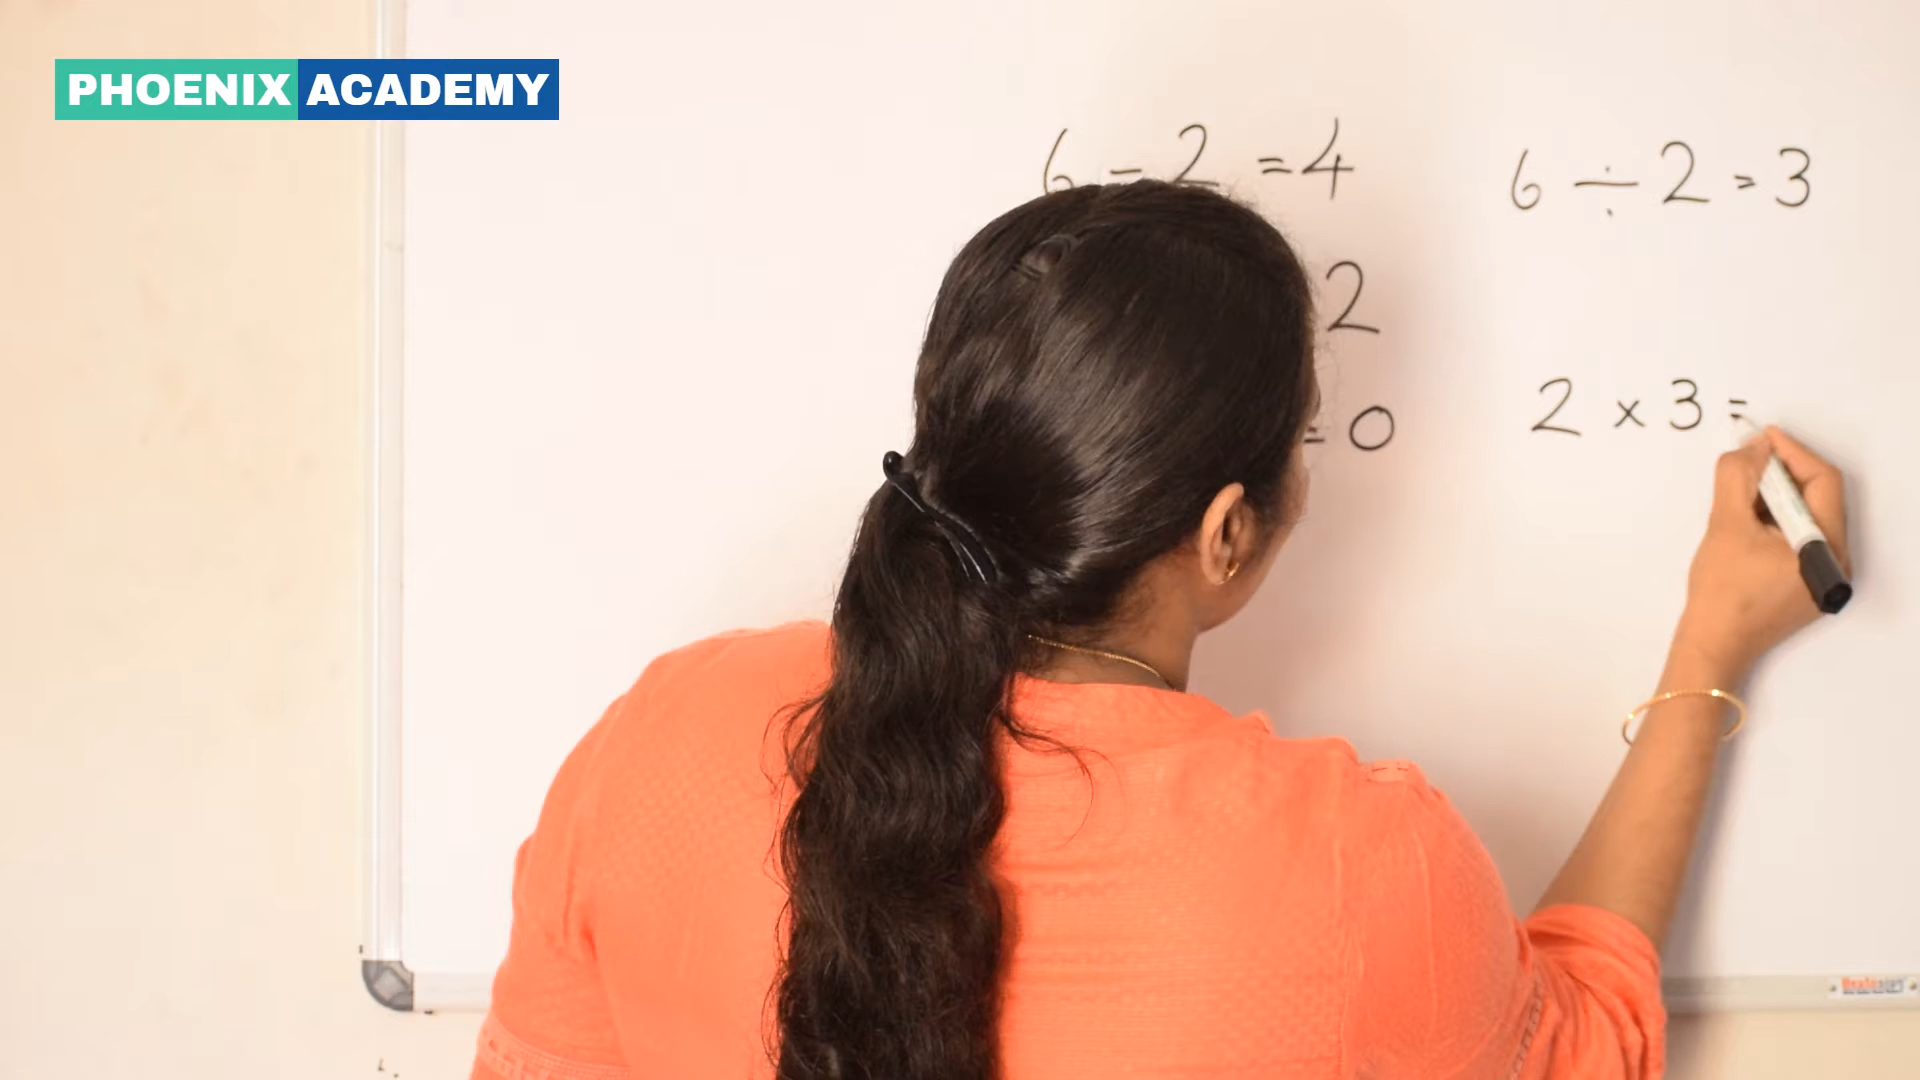 PHOENIX ACADEMY
6 - 2 = 4
2
= 0
6 ÷ 2 = 3
2 x 3 =